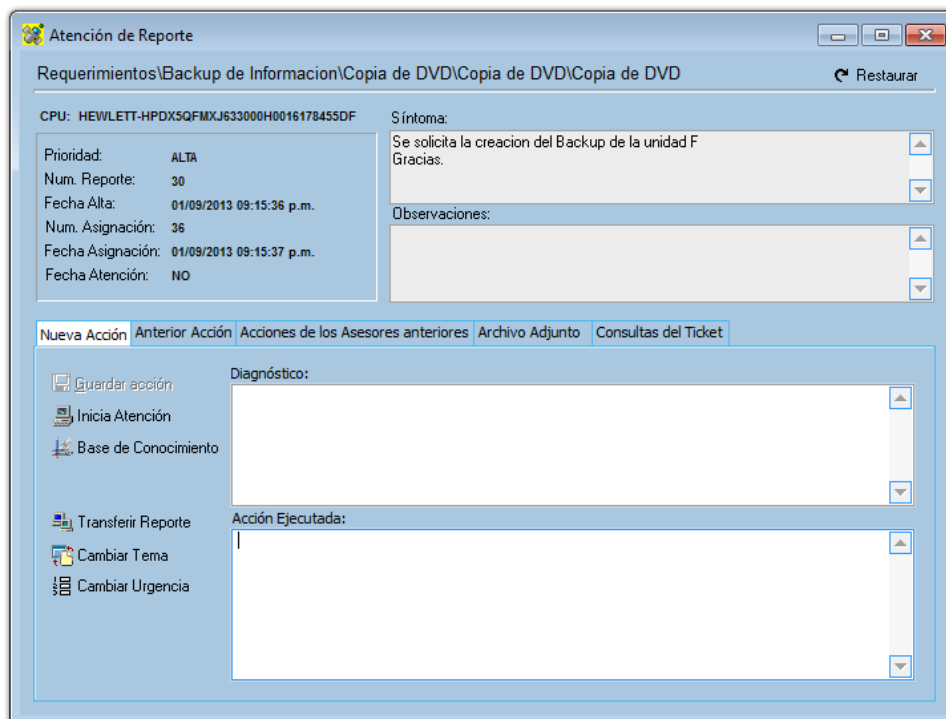 Atención de Reporte
Requerimientos\Backup de Informacion\Copia de DVD\Copia de DVD\Copia de DVD
Restaurar
CPU: HEWLETT-HPDX5QFMXJ633000H0016178455DF
Prioridad: ALTA
Num. Reporte: 30
Fecha Alta: 01/09/2013 09:15:36 p.m.
Num. Asignación: 36
Fecha Asignación: 01/09/2013 09:15:37 p.m.
Fecha Atención: NO
Síntoma:
Se solicita la creacion del Backup de la unidad F
Gracias.
Observaciones:
Nueva Acción Anterior Acción Acciones de los Asesores anteriores Archivo Adjunto Consultas del Ticket
Guardar acción
Inicia Atención
Base de Conocimiento
Transferir Reporte
Cambiar Tema
Cambiar Urgencia
Diagnóstico:
Acción Ejecutada: